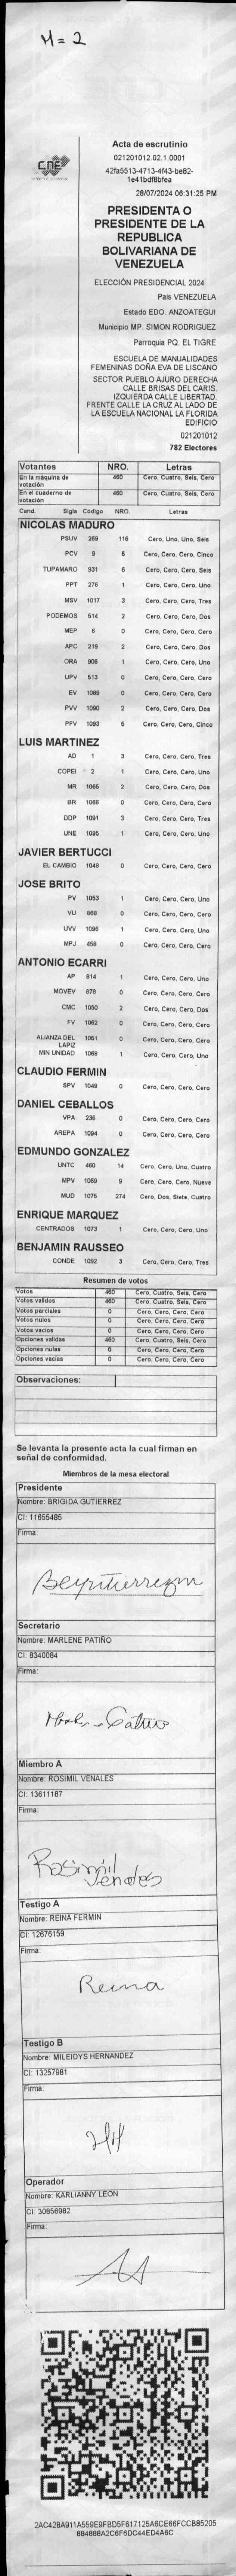 M = 2
CNE
Acta de escrutinio
021201012.02.1.0001
42fa5513-4713-4f43-be82-
1e41bdf8bfea
28/07/2024 06:31:25 PM
PRESIDENTA O
PRESIDENTE DE LA
REPUBLICA
BOLIVARIANA DE
VENEZUELA
ELECCIÓN PRESIDENCIAL 2024
Pais VENEZUELA
Estado EDO. ANZOATEGUI
Municipio MP. SIMON RODRIGUEZ
Parroquia PQ. EL TIGRE
ESCUELA DE MANUALIDADES
FEMENINAS DOÑA EVA DE LISCANO
SECTOR PUEBLO AJURO DERECHA
CALLE BRISAS DEL CARIS.
IZQUIERDA CALLE LIBERTAD.
FRENTE CALLE LA CRUZ AL LADO DE
LA ESCUELA NACIONAL LA FLORIDA
EDIFICIO
021201012
782 Electores
Votantes NRO. Letras
En la máquina de votación 460 Cero, Cuatro, Seis, Cero
En el cuaderno de votación 460 Cero, Cuatro, Seis, Cero
Cand. Sigla Código NRO. Letras
NICOLAS MADURO
PSUV 269 116 Cero, Uno, Uno, Seis
PCV 9 5 Cero, Cero, Cero, Cinco
TUPAMARO 931 6 Cero, Cero, Cero, Seis
PPT 276 1 Cero, Cero, Cero, Uno
MSV 1017 3 Cero, Cero, Cero, Tres
PODEMOS 514 2 Cero, Cero, Cero, Dos
MEP 6 0 Cero, Cero, Cero, Cero
APC 219 2 Cero, Cero, Cero, Dos
ORA 906 1 Cero, Cero, Cero, Uno
UPV 513 0 Cero, Cero, Cero, Cero
EV 1089 0 Cero, Cero, Cero, Cero
PVV 1090 2 Cero, Cero, Cero, Dos
PFV 1093 5 Cero, Cero, Cero, Cinco
LUIS MARTINEZ
AD 1 3 Cero, Cero, Cero, Tres
COPEI 2 1 Cero, Cero, Cero, Uno
MR 1065 2 Cero, Cero, Cero, Dos
BR 1066 0 Cero, Cero, Cero, Cero
DDP 1091 3 Cero, Cero, Cero, Tres
UNE 1095 1 Cero, Cero, Cero, Uno
JAVIER BERTUCCI
EL CAMBIO 1048 0 Cero, Cero, Cero, Cero
JOSE BRITO
PV 1053 1 Cero, Cero, Cero, Uno
VU 868 0 Cero, Cero, Cero, Cero
UVV 1096 1 Cero, Cero, Cero, Uno
MPJ 458 0 Cero, Cero, Cero, Cero
ANTONIO ECARRI
AP 814 1 Cero, Cero, Cero, Uno
MOVEV 878 0 Cero, Cero, Cero, Cero
CMC 1050 2 Cero, Cero, Cero, Dos
FV 1062 0 Cero, Cero, Cero, Cero
ALIANZA DEL LÁPIZ 1051 0 Cero, Cero, Cero, Cero
MIN UNIDAD 1068 1 Cero, Cero, Cero, Uno
CLAUDIO FERMIN
SPV 1049 0 Cero, Cero, Cero, Cero
DANIEL CEBALLOS
VPA 236 0 Cero, Cero, Cero, Cero
AREPA 1094 0 Cero, Cero, Cero, Cero
EDMUNDO GONZALEZ
UNTC 460 14 Cero, Cero, Uno, Cuatro
MPV 1069 9 Cero, Cero, Cero, Nueve
MUD 1075 274 Cero, Dos, Siete, Cuatro
ENRIQUE MARQUEZ
CENTRADOS 1073 1 Cero, Cero, Cero, Uno
BENJAMIN RAUSSEO
CONDE 1092 3 Cero, Cero, Cero, Tres
Resumen de votos
Votos 460 Cero, Cuatro, Seis, Cero
Votos validos 460 Cero, Cuatro, Seis, Cero
Votos parciales 0 Cero, Cero, Cero, Cero
Votos nulos 0 Cero, Cero, Cero, Cero
Votos vacios 0 Cero, Cero, Cero, Cero
Opciones validas 460 Cero, Cuatro, Seis, Cero
Opciones nulas 0 Cero, Cero, Cero, Cero
Opciones vacias 0 Cero, Cero, Cero, Cero
Observaciones:
Se levanta la presente acta la cual firman en
señal de conformidad.
Miembros de la mesa electoral
Presidente
Nombre: BRIGIDA GUTIERREZ
CI: 11655485
Firma:
Secretario
Nombre: MARLENE PATIÑO
CI: 8340084
Firma:
Miembro A
Nombre: ROSIMIL VENALES
CI: 13611187
Firma:
Rosimil
Venales
Testigo A
Nombre: REINA FERMIN
CI: 12676159
Firma:
Reina
Testigo B
Nombre: MILEIDYS HERNANDEZ
CI: 13257981
Firma:
Operador
Nombre: KARLIANNY LEON
CI: 30856982
Firma:
2AC428A911A559E9FBD5F617125A6CE66FCCB85205
884888A2C6F6DC44ED4A6C